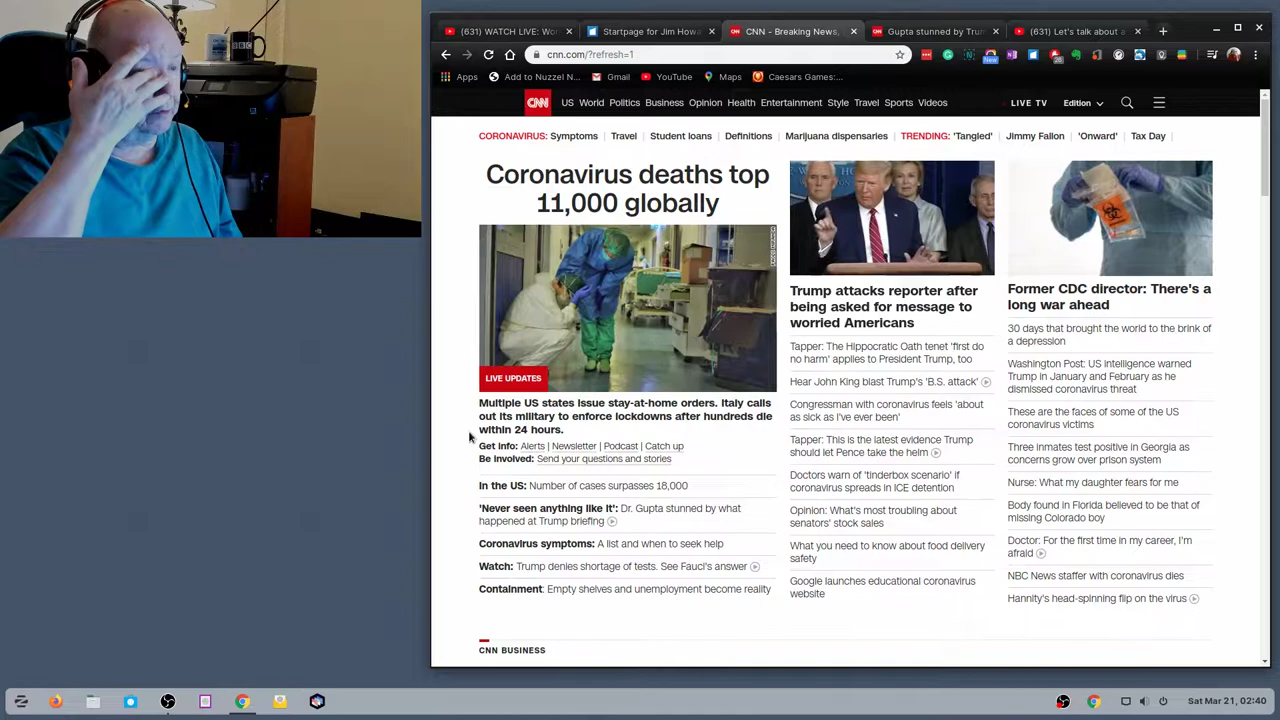 BBC
(631) WATCH LIVE: Wor
Startpage for Jim Howa
CNN - Breaking News,
Gupta stunned by Trum
(631) Let's talk about a
cnn.com/?refresh=1
New
Apps
Add to Nuzzel N...
Gmail
YouTube
Maps
Caesars Games:...
CNN
US World Politics Business Opinion Health Entertainment Style Travel Sports Videos
LIVE TV
Edition
CORONAVIRUS: Symptoms | Travel | Student loans | Definitions | Marijuana dispensaries | TRENDING: 'Tangled' | Jimmy Fallon | 'Onward' | Tax Day |
Coronavirus deaths top
11,000 globally
LIVE UPDATES
Multiple US states issue stay-at-home orders. Italy calls
out its military to enforce lockdowns after hundreds die
within 24 hours.
Get info: Alerts | Newsletter | Podcast | Catch up
Be involved: Send your questions and stories
In the US: Number of cases surpasses 18,000
'Never seen anything like it': Dr. Gupta stunned by what
happened at Trump briefing
Coronavirus symptoms: A list and when to seek help
Watch: Trump denies shortage of tests. See Fauci's answer
Containment: Empty shelves and unemployment become reality
Trump attacks reporter after
being asked for message to
worried Americans
Tapper: The Hippocratic Oath tenet 'first do
no harm' applies to President Trump, too
Hear John King blast Trump's 'B.S. attack'
Congressman with coronavirus feels 'about
as sick as I've ever been'
Tapper: This is the latest evidence Trump
should let Pence take the helm
Doctors warn of 'tinderbox scenario' if
coronavirus spreads in ICE detention
Opinion: What's most troubling about
senators' stock sales
What you need to know about food delivery
safety
Google launches educational coronavirus
website
Former CDC director: There's a
long war ahead
30 days that brought the world to the brink of
a depression
Washington Post: US intelligence warned
Trump in January and February as he
dismissed coronavirus threat
These are the faces of some of the US
coronavirus victims
Three inmates test positive in Georgia as
concerns grow over prison system
Nurse: What my daughter fears for me
Body found in Florida believed to be that of
missing Colorado boy
Doctor: For the first time in my career, I'm
afraid
NBC News staffer with coronavirus dies
Hannity's head-spinning flip on the virus
CNN BUSINESS
Sat Mar 21, 02:40